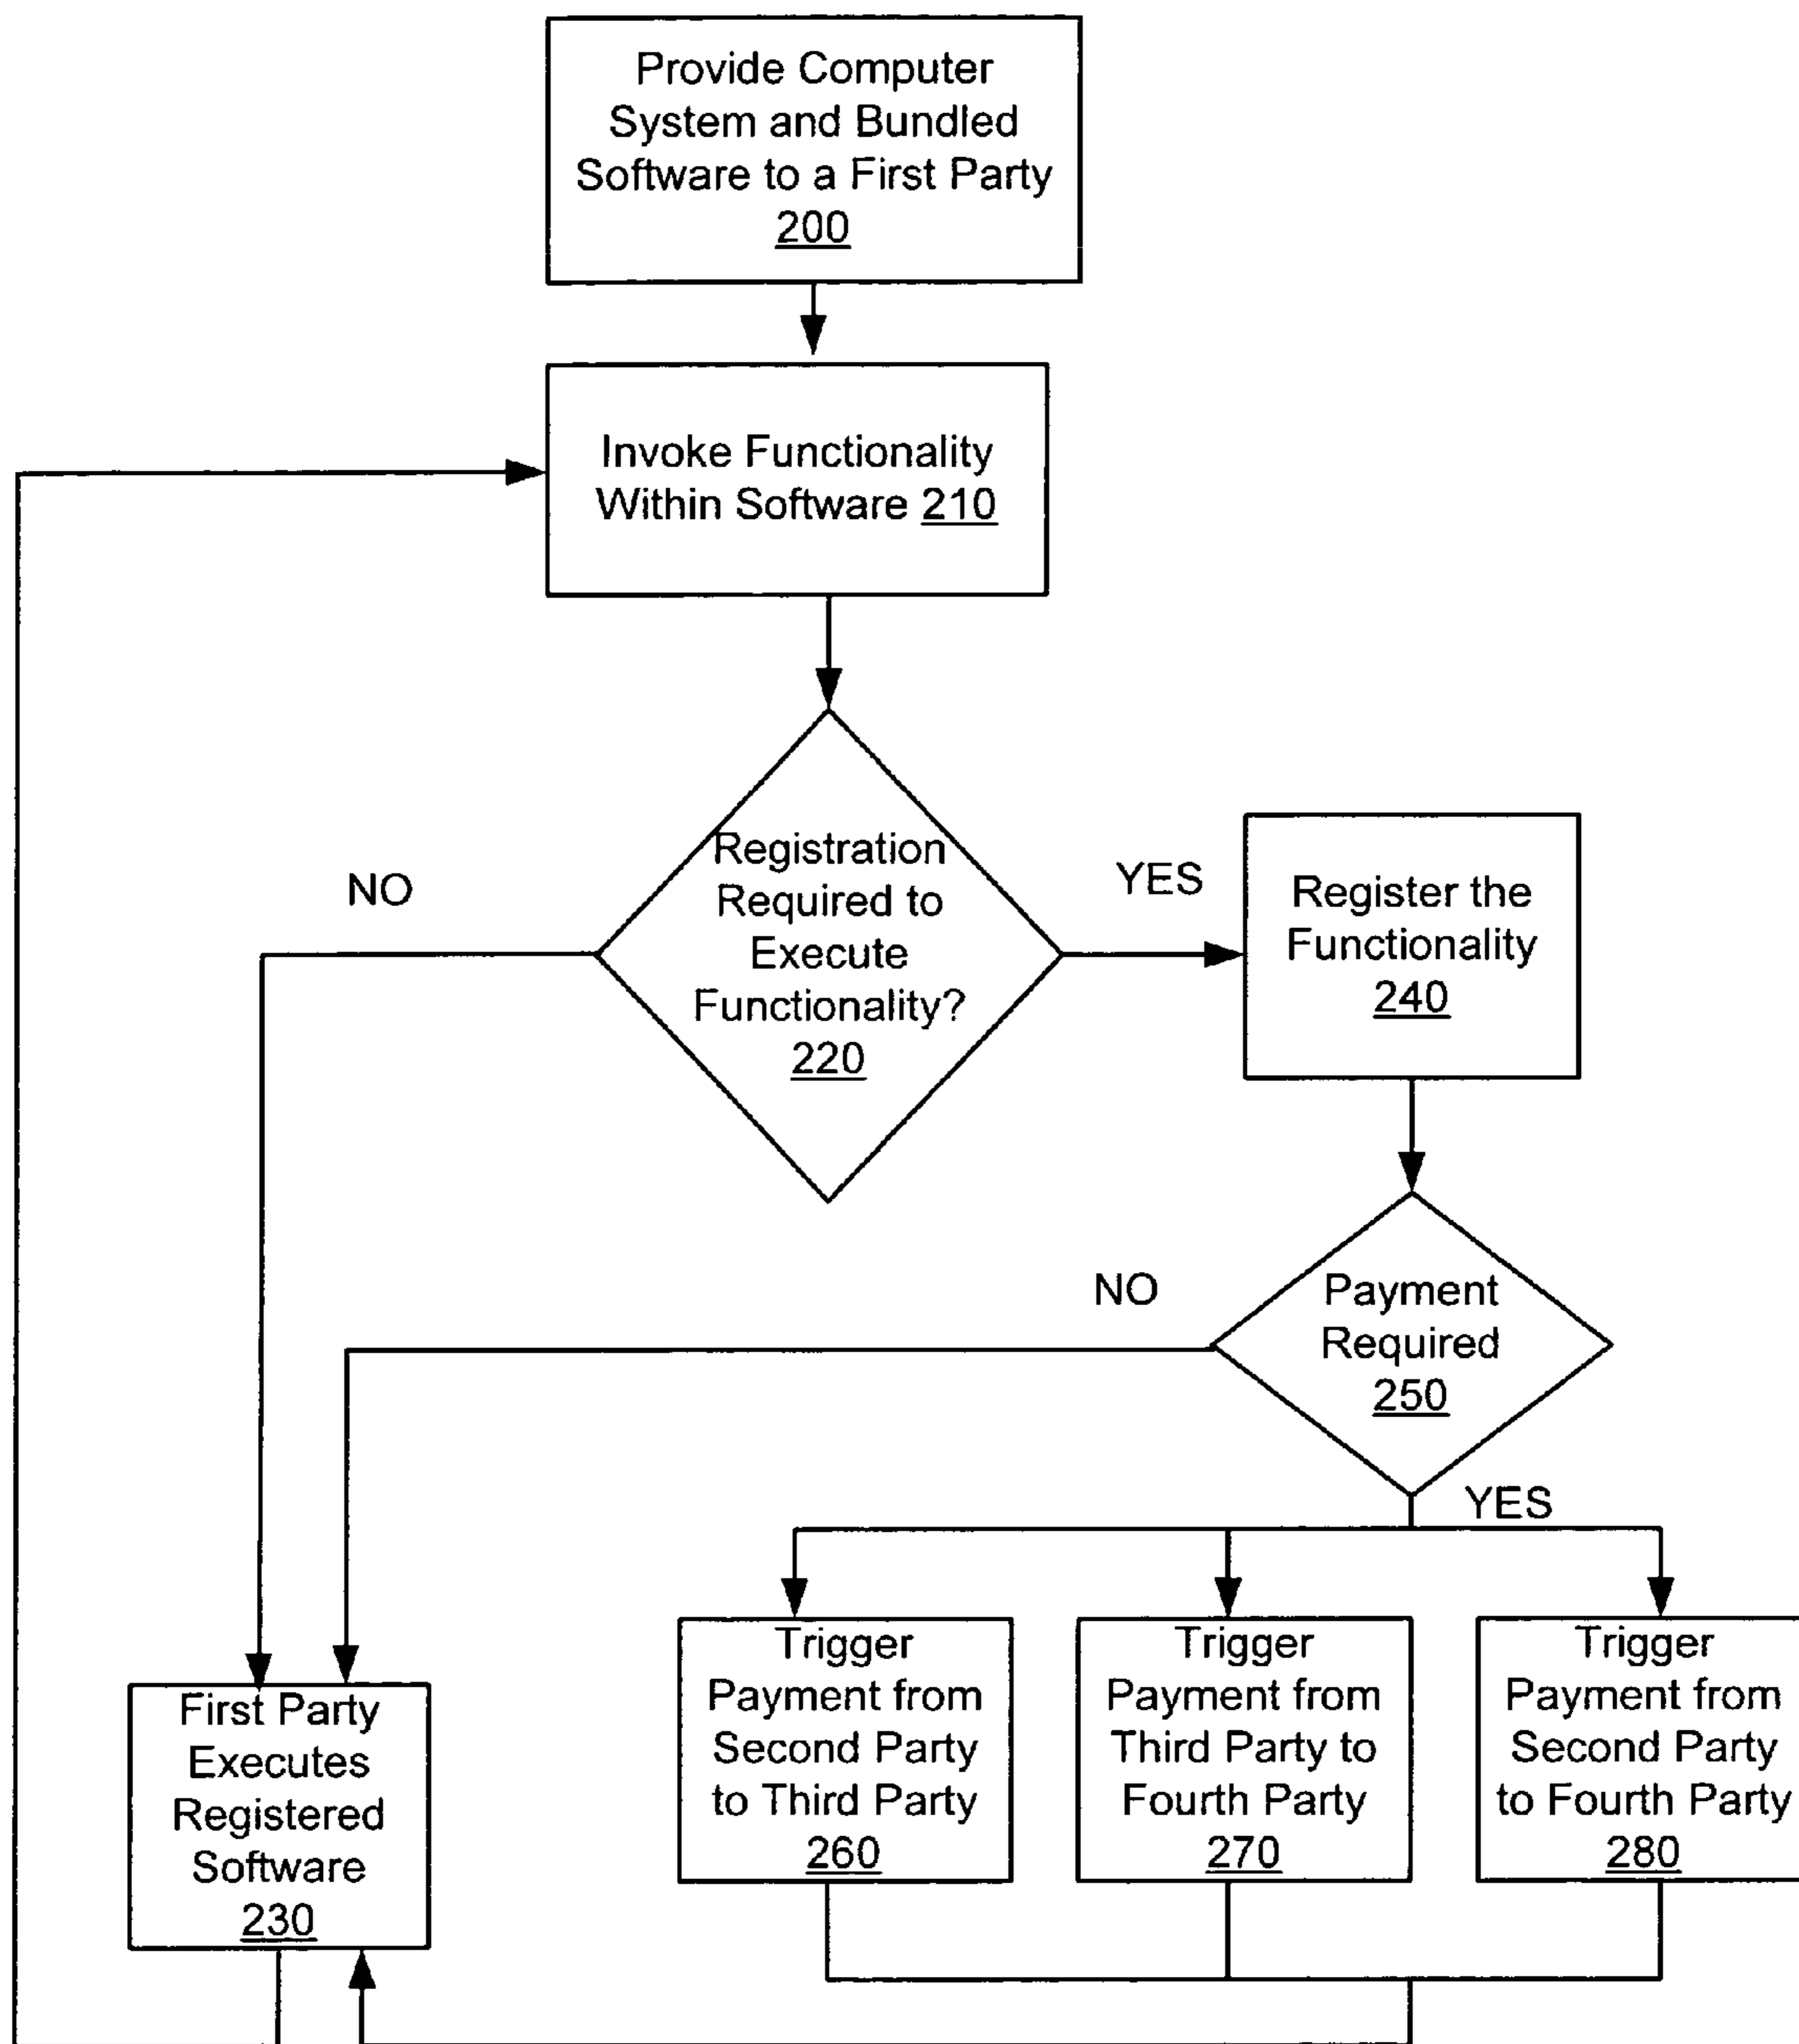 Provide Computer
System and Bundled
Software to a First Party
200
Invoke Functionality
Within Software 210
Registration
Required to
Execute
Functionality?
220
NO
YES
Register the
Functionality
240
Payment
Required
250
NO
YES
First Party
Executes
Registered
Software
230
Trigger
Payment from
Second Party
to Third Party
260
Trigger
Payment from
Third Party to
Fourth Party
270
Trigger
Payment from
Second Party
to Fourth Party
280